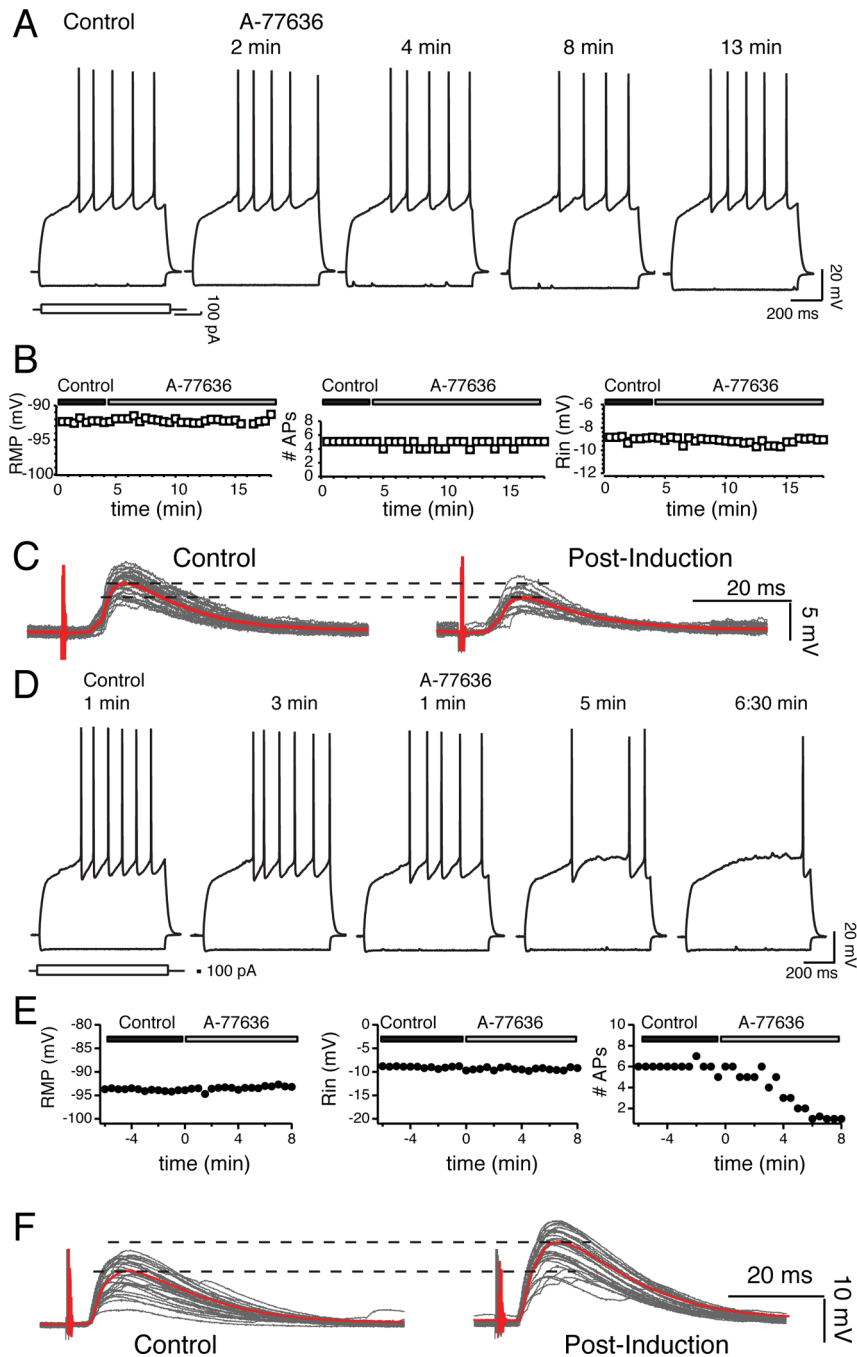 A
Control
A-77636
2 min
4 min
8 min
13 min
20 mV
200 ms
100 pA
B
Control
A-77636
RMP (mV)
-90
-95
-100
0
5
10
15
time (min)
Control
A-77636
# APs
8
6
4
2
0
0
5
10
15
time (min)
Control
A-77636
Rin (mV)
-6
-8
-10
-12
0
5
10
15
time (min)
C
Control
Post-Induction
20 ms
5 mV
D
Control
1 min
3 min
A-77636
1 min
5 min
6:30 min
100 pA
20 mV
200 ms
E
Control
A-77636
RMP (mV)
-80
-85
-90
-95
-100
-4
0
4
8
time (min)
Control
A-77636
Rin (mV)
0
-5
-10
-15
-20
-4
0
4
8
time (min)
Control
A-77636
# APs
10
8
6
4
2
-4
0
4
8
time (min)
F
20 ms
10 mV
Control
Post-Induction